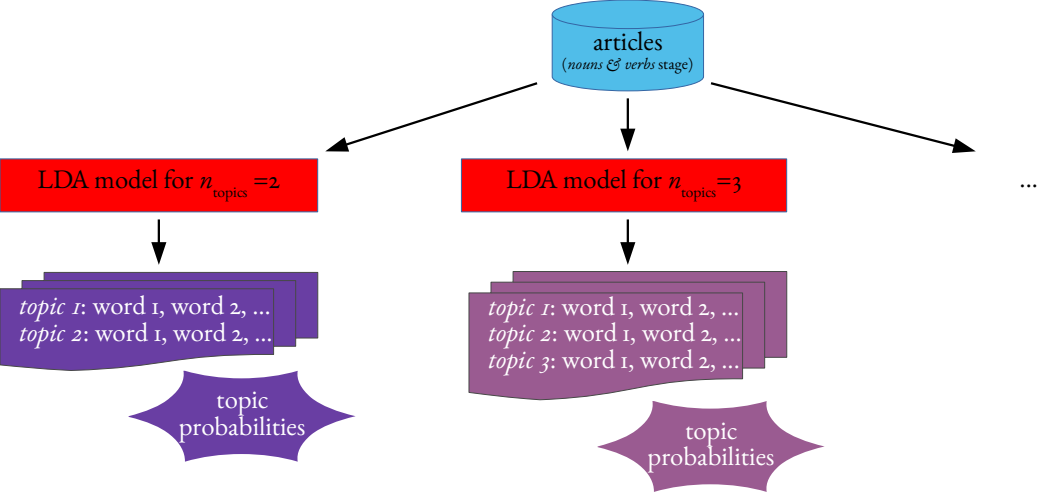 articles
(nouns & verbs stage)
LDA model for n_topics =2
LDA model for n_topics=3
...
topic 1: word 1, word 2, ...
topic 2: word 1, word 2, ...
topic probabilities
topic 1: word 1, word 2, ...
topic 2: word 1, word 2, ...
topic 3: word 1, word 2, ...
topic
probabilities